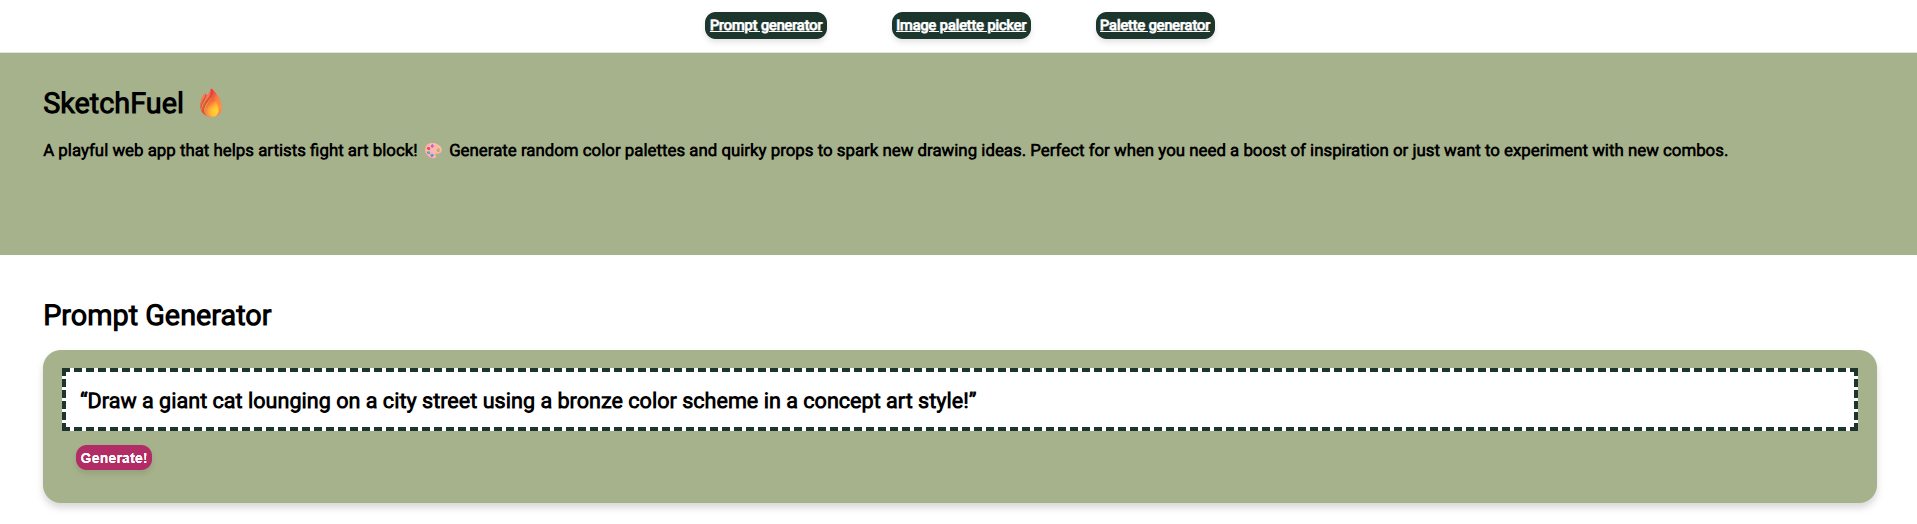 Prompt generator Image palette picker Palette generator
SketchFuel 🔥
A playful web app that helps artists fight art block! 🎨 Generate random color palettes and quirky props to spark new drawing ideas. Perfect for when you need a boost of inspiration or just want to experiment with new combos.
Prompt Generator
“Draw a giant cat lounging on a city street using a bronze color scheme in a concept art style!”
Generate!